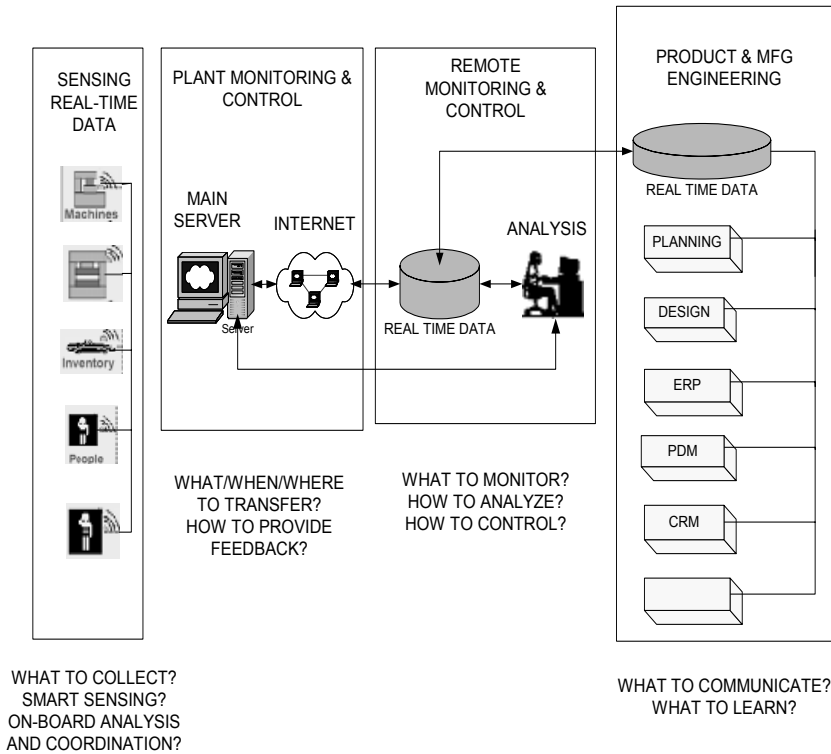 SENSING
REAL-TIME
DATA
Machines
Inventory
People
WHAT TO COLLECT?
SMART SENSING?
ON-BOARD ANALYSIS
AND COORDINATION?
PLANT MONITORING &
CONTROL
MAIN
SERVER
INTERNET
Server
WHAT/WHEN/WHERE
TO TRANSFER?
HOW TO PROVIDE
FEEDBACK?
REMOTE
MONITORING &
CONTROL
ANALYSIS
REAL TIME DATA
WHAT TO MONITOR?
HOW TO ANALYZE?
HOW TO CONTROL?
PRODUCT & MFG
ENGINEERING
REAL TIME DATA
PLANNING
DESIGN
ERP
PDM
CRM
WHAT TO COMMUNICATE?
WHAT TO LEARN?